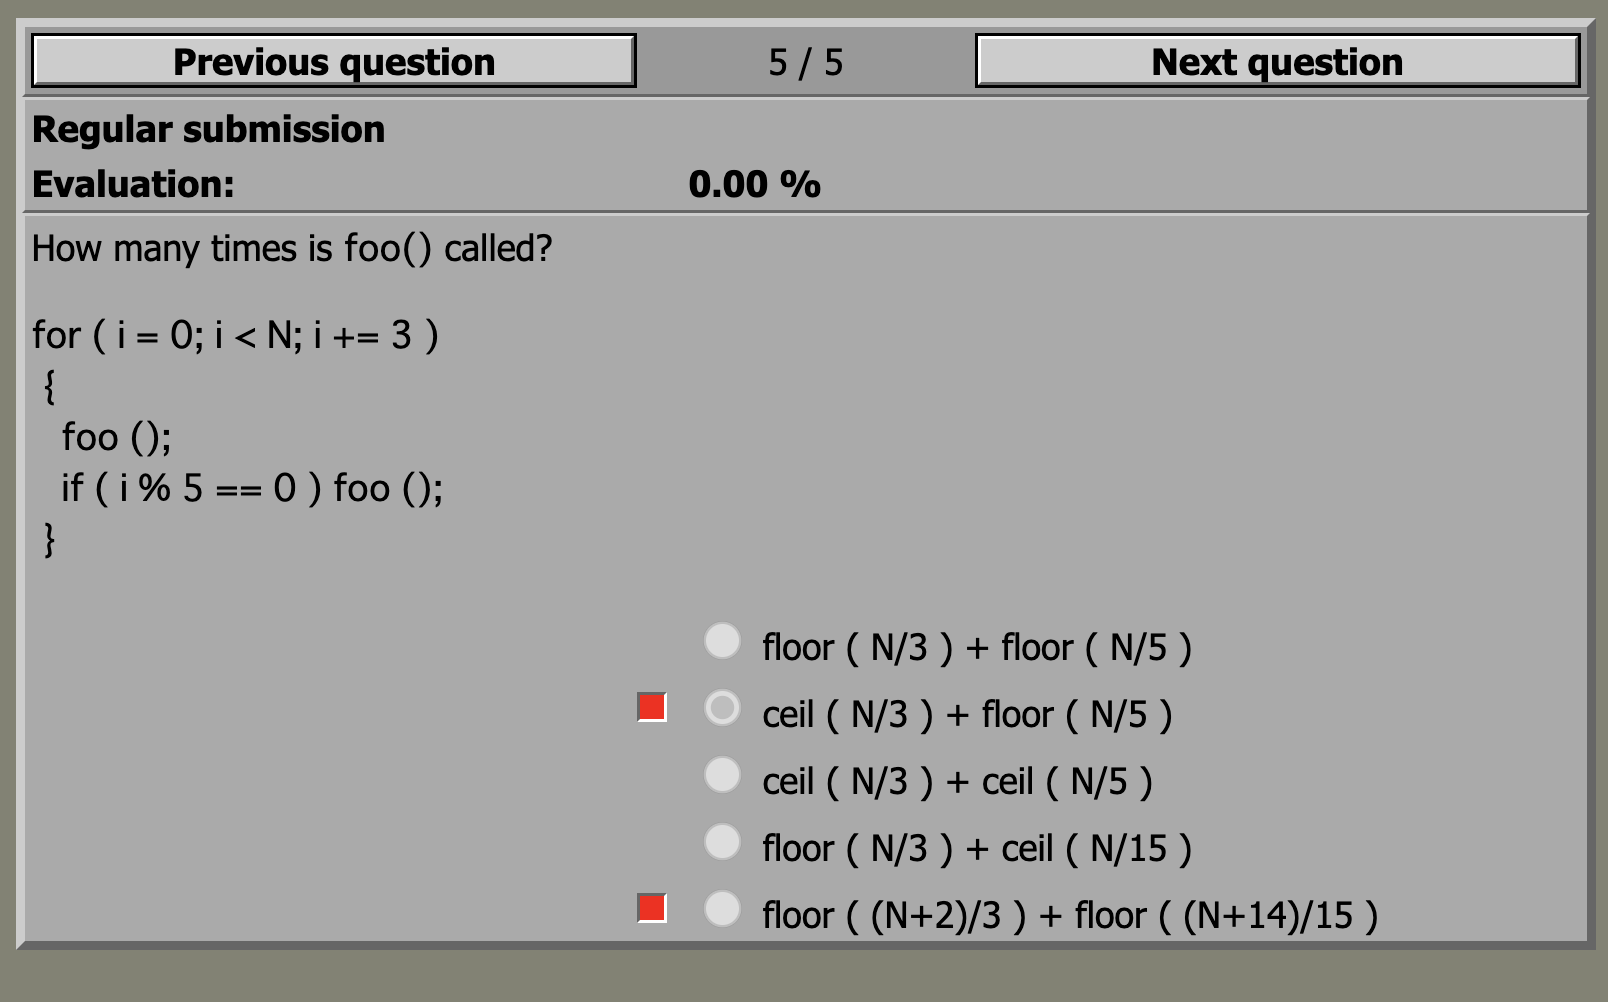 Previous question 5 / 5 Next question
Regular submission
Evaluation: 0.00 %
How many times is foo() called?
for ( i = 0; i < N; i += 3 )
{
foo ();
if ( i % 5 == 0 ) foo ();
}
floor ( N/3 ) + floor ( N/5 )
ceil ( N/3 ) + floor ( N/5 )
ceil ( N/3 ) + ceil ( N/5 )
floor ( N/3 ) + ceil ( N/15 )
floor ( (N+2)/3 ) + floor ( (N+14)/15 )